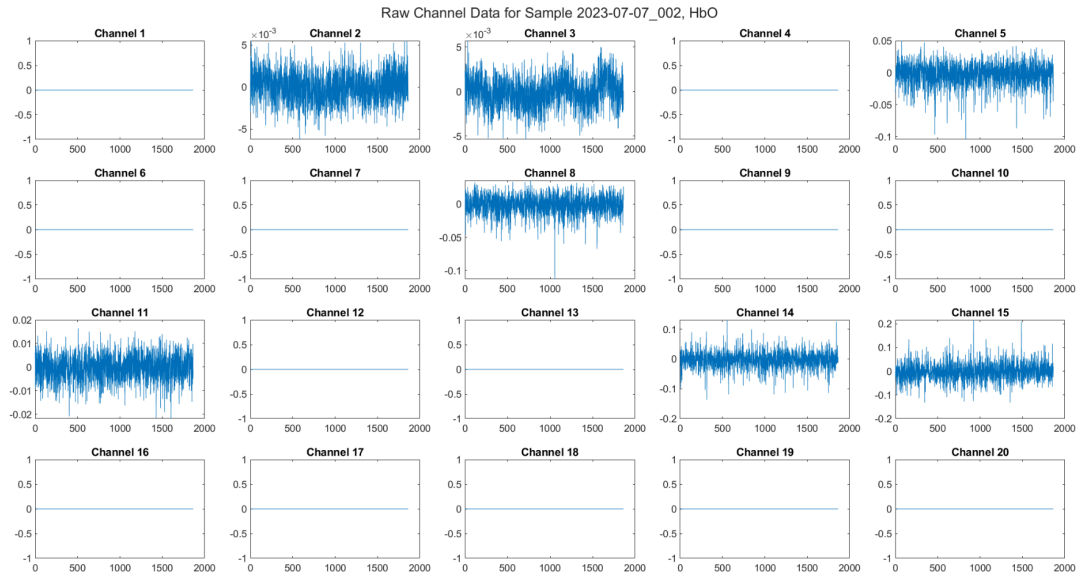 Raw Channel Data for Sample 2023-07-07_002, HbO
Channel 1
Channel 2
Channel 3
Channel 4
Channel 5
1
0.5
0
-0.5
-1
0 500 1000 1500 2000
×10⁻³
5
0
-5
0 500 1000 1500 2000
×10⁻³
5
0
-5
0 500 1000 1500 2000
1
0.5
0
-0.5
-1
0 500 1000 1500 2000
0.05
0
-0.05
-0.1
0 500 1000 1500 2000
Channel 6
Channel 7
Channel 8
Channel 9
Channel 10
1
0.5
0
-0.5
-1
0 500 1000 1500 2000
1
0.5
0
-0.5
-1
0 500 1000 1500 2000
0
-0.05
-0.1
0 500 1000 1500 2000
1
0.5
0
-0.5
-1
0 500 1000 1500 2000
1
0.5
0
-0.5
-1
0 500 1000 1500 2000
Channel 11
Channel 12
Channel 13
Channel 14
Channel 15
0.02
0.01
0
-0.01
-0.02
0 500 1000 1500 2000
1
0.5
0
-0.5
-1
0 500 1000 1500 2000
1
0.5
0
-0.5
-1
0 500 1000 1500 2000
0.1
0
-0.1
-0.2
0 500 1000 1500 2000
0.2
0.1
0
-0.1
-0.2
0 500 1000 1500 2000
Channel 16
Channel 17
Channel 18
Channel 19
Channel 20
1
0.5
0
-0.5
-1
0 500 1000 1500 2000
1
0.5
0
-0.5
-1
0 500 1000 1500 2000
1
0.5
0
-0.5
-1
0 500 1000 1500 2000
1
0.5
0
-0.5
-1
0 500 1000 1500 2000
1
0.5
0
-0.5
-1
0 500 1000 1500 2000